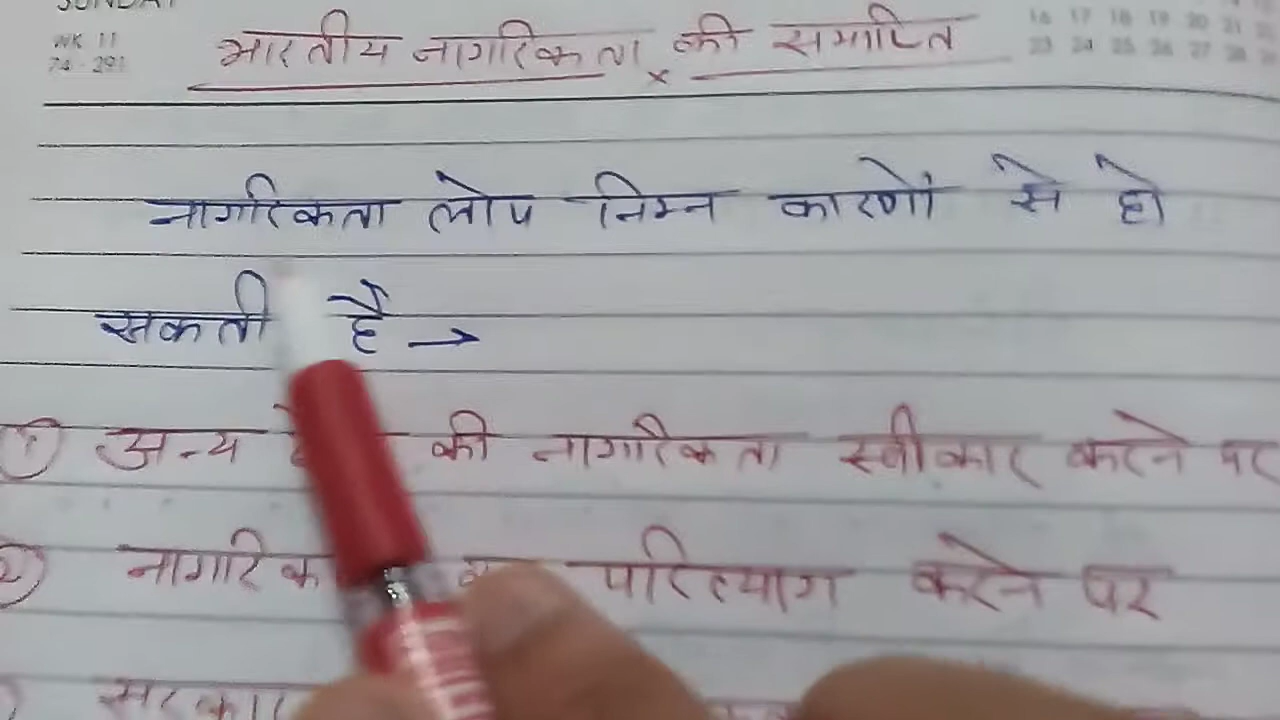 SUNDAY
WK 11
74-291
16 17 18 19 20 21
23 24 25 26 27 28
भारतीय नागरिकता की समाप्ति
नागरिकता लोप निम्न कारणों से हो
सकती है →
① अन्य की नागरिकता स्वीकार करने पर
② परित्याग करने पर
सरकार